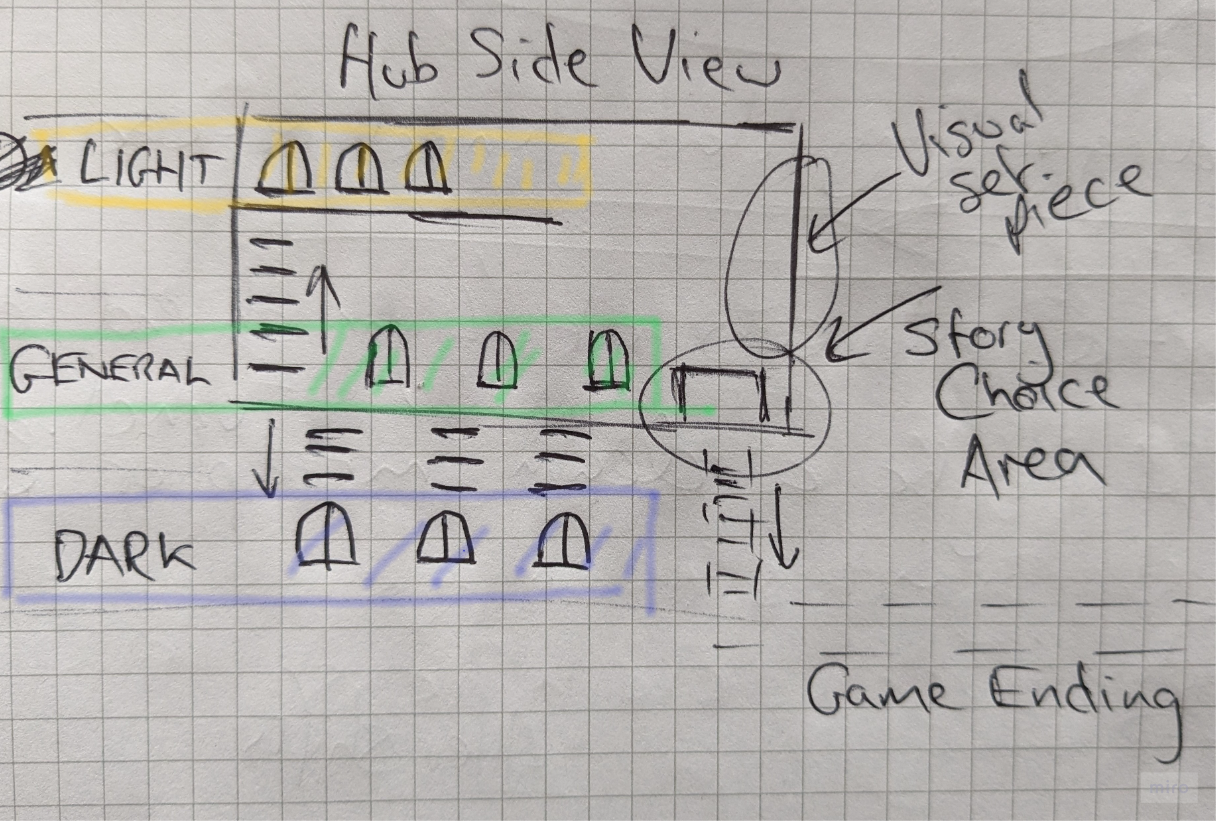 Hub Side View
LIGHT
Visual
set.
piece
GENERAL
Story
Choice
Area
DARK
Game Ending
miro